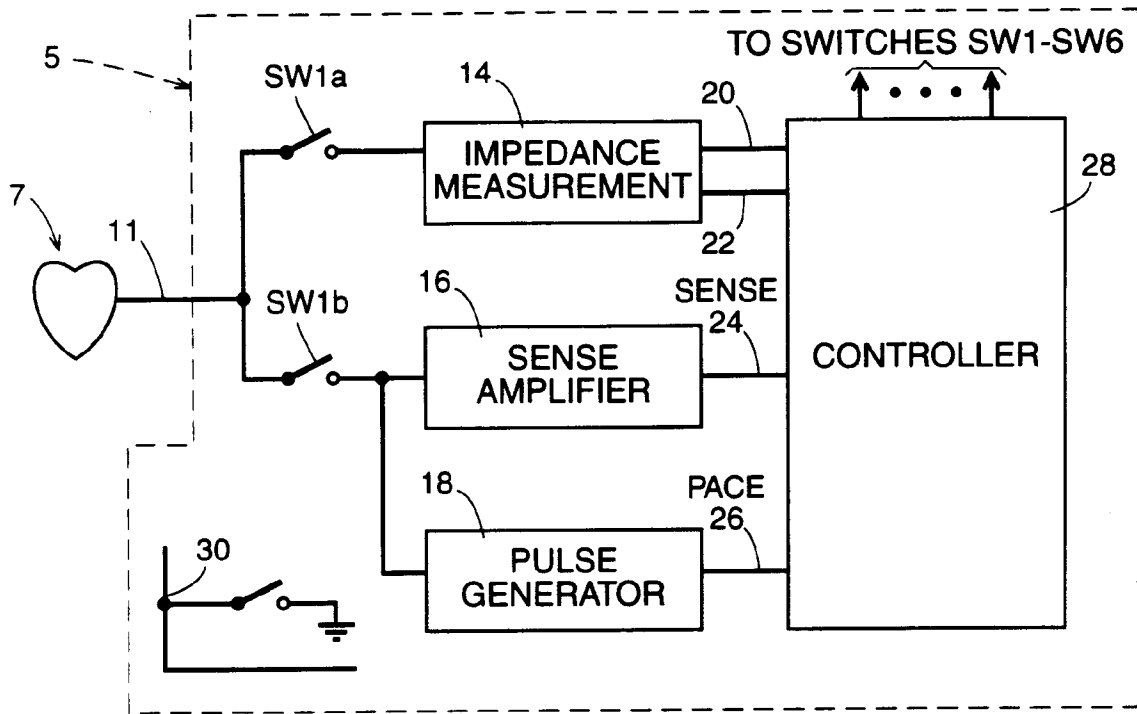 TO SWITCHES SW1-SW6
5
SW1a
14
20
IMPEDANCE
MEASUREMENT
28
7
11
22
SW1b
16
SENSE
24
SENSE
AMPLIFIER
CONTROLLER
18
PACE
26
30
PULSE
GENERATOR